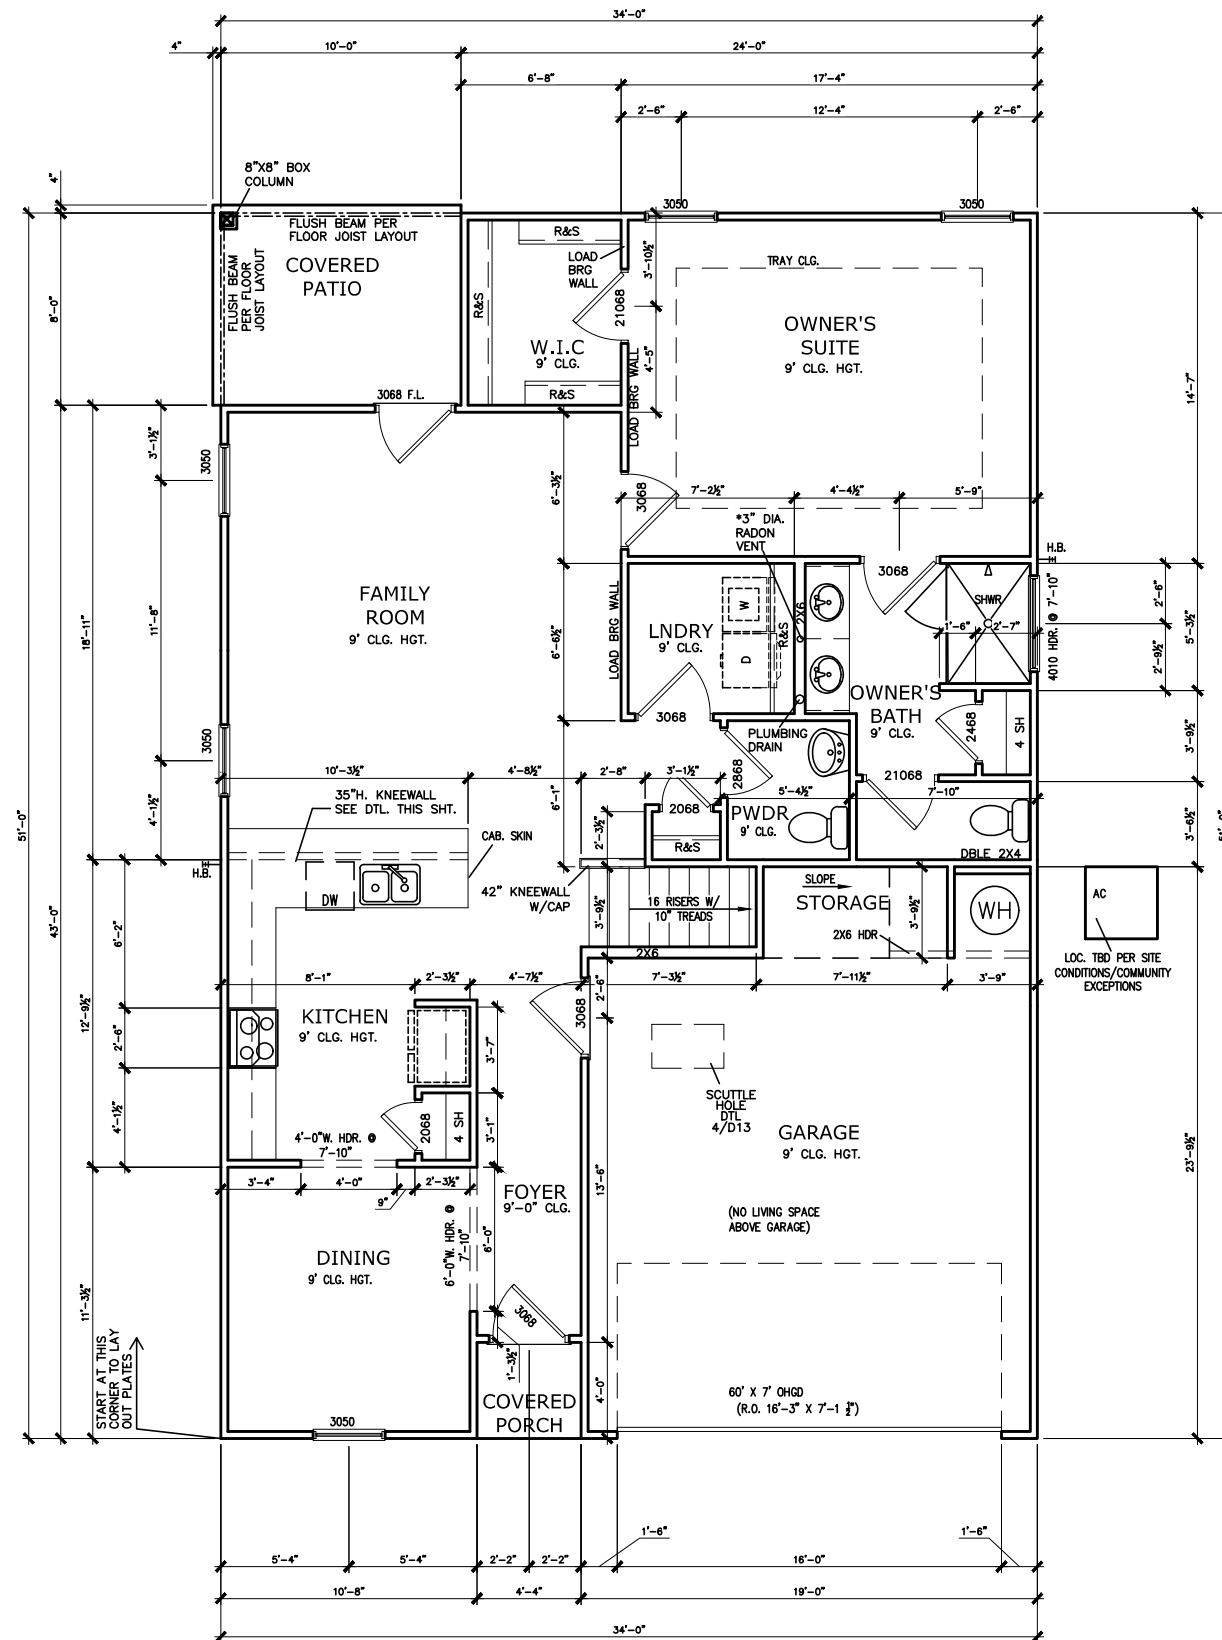 34'-0"
4"
10'-0"
24'-0"
6'-8"
17'-4"
2'-6"
12'-4"
2'-6"
8"X8" BOX
COLUMN
4"
3050
3050
FLUSH BEAM PER
FLOOR JOIST LAYOUT
FLUSH BEAM
PER FLOOR
JOIST LAYOUT
COVERED
PATIO
R&S
R&S
R&S
LOAD
BRG
WALL
3'-10½"
TRAY CLG.
21068
W.I.C
9' CLG.
LOAD BRG WALL
4'-5"
OWNER'S
SUITE
9' CLG. HGT.
8'-0"
14'-7"
3068 F.L.
3'-1½"
3050
6'-3½"
3068
7'-2½"
4'-4½"
5'-9"
*3" DIA.
RADON
VENT
H.B.
18'-11"
11'-8"
FAMILY
ROOM
9' CLG. HGT.
LOAD BRG WALL
6'-6½"
LNDRY
9' CLG.
W
D
R&S
2X6
3068
SHWR
1'-6"
2'-7"
4010 HDR. @ 7'-10"
2'-6"
5'-3½"
2'-9½"
OWNER'S
BATH
9' CLG.
3050
3068
PLUMBING
DRAIN
2468
4 SH
3'-9½"
10'-3½"
4'-8½"
2'-8"
3'-1½"
2868
5'-4½"
21068
7'-10"
4'-1½"
35"H. KNEEWALL
SEE DTL. THIS SHT.
6'-1"
2'-3½"
2068
PWDR
9' CLG.
R&S
DBLE 2X4
3'-6½"
51'-0"
51'-0"
CAB. SKIN
H.B.
DW
42" KNEEWALL
W/CAP
3'-9½"
16 RISERS W/
10" TREADS
2X6
SLOPE
STORAGE
2X6 HDR
3'-9½"
WH
AC
LOC. TBD PER SITE
CONDITIONS/COMMUNITY
EXCEPTIONS
43'-0"
6'-2"
8'-1"
2'-3½"
4'-7½"
2'-6"
7'-3½"
7'-11½"
3'-9"
12'-9½"
2'-6"
KITCHEN
9' CLG. HGT.
3068
3'-7"
SCUTTLE
HOLE
DTL
4/D13
4'-1½"
4'-0"W. HDR. @
7'-10"
2068
4 SH
3'-1"
GARAGE
9' CLG. HGT.
23'-9½"
3'-4"
4'-0"
9"
2'-3½"
FOYER
9'-0" CLG.
13'-6"
6'-0"W. HDR. @
7'-10"
6'-0"
(NO LIVING SPACE
ABOVE GARAGE)
DINING
9' CLG. HGT.
11'-3½"
3068
1'-3½"
START AT THIS
CORNER TO LAY
OUT PLATES
COVERED
PORCH
4'-0"
60' X 7' OHGD
(R.O. 16'-3" X 7'-1 ½")
3050
1'-6"
1'-6"
5'-4"
5'-4"
2'-2"
2'-2"
16'-0"
10'-8"
4'-4"
19'-0"
34'-0"